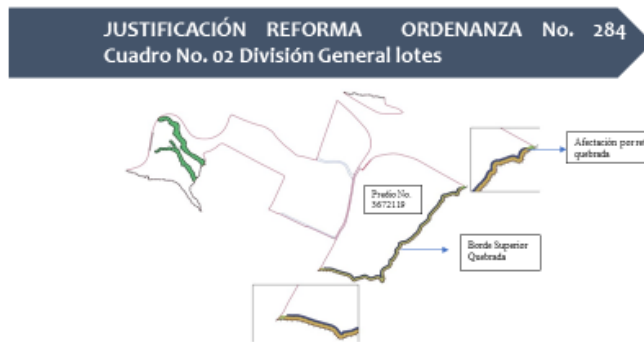 JUSTIFICACIÓN REFORMA ORDENANZA No. 284
Cuadro No. 02 División General lotes
Afectación por ret
quebrada
Predio No.
3672119
Borde Superior
Quebrada